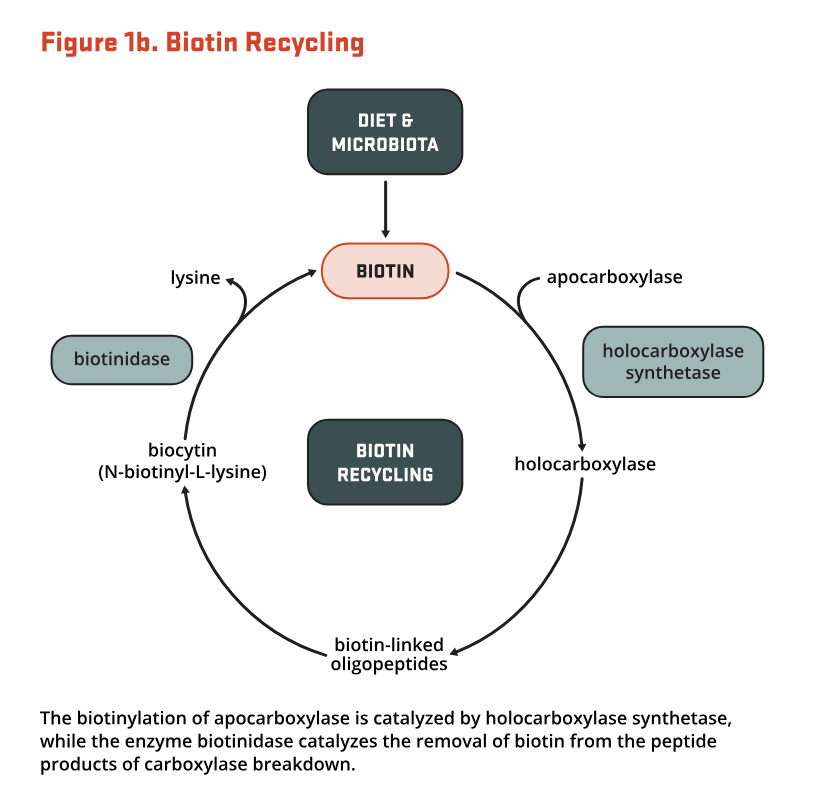 Figure 1b. Biotin Recycling
DIET &
MICROBIOTA
lysine
BIOTIN
apocarboxylase
biotinidase
holocarboxylase
synthetase
biocytin
(N-biotinyl-L-lysine)
BIOTIN
RECYCLING
holocarboxylase
biotin-linked
oligopeptides
The biotinylation of apocarboxylase is catalyzed by holocarboxylase synthetase,
while the enzyme biotinidase catalyzes the removal of biotin from the peptide
products of carboxylase breakdown.